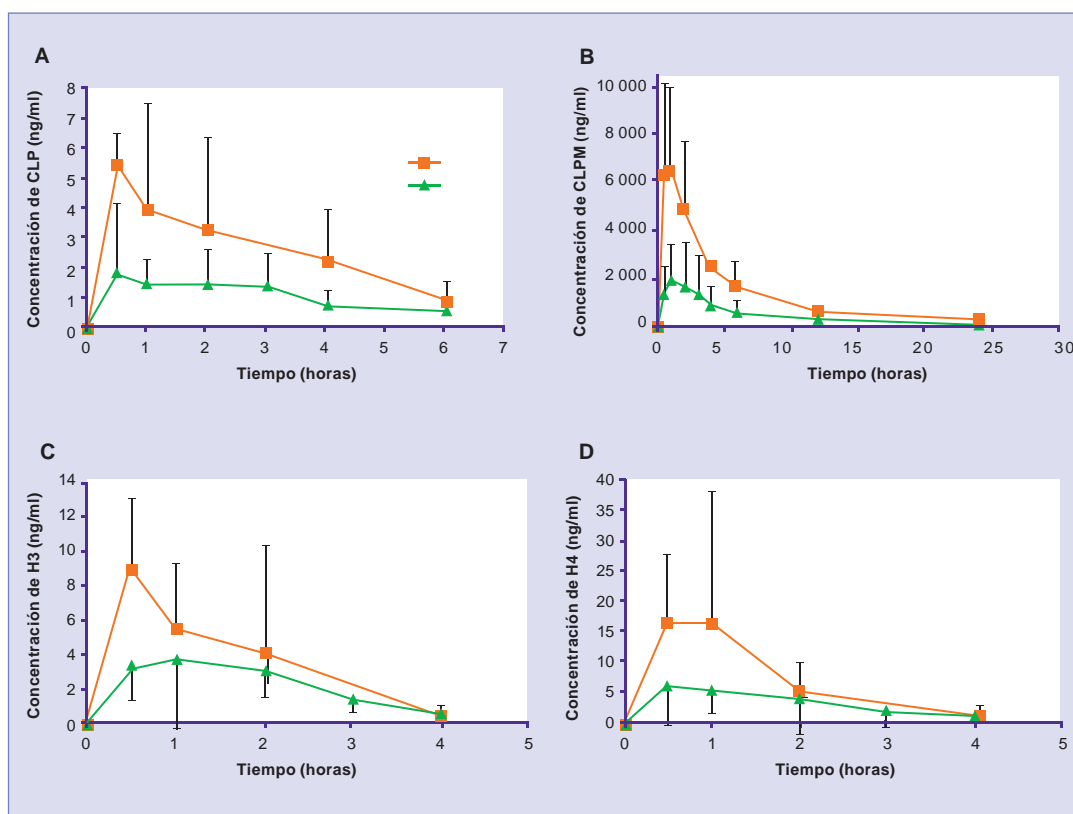 A
Concentración de CLP (ng/ml)
8
7
6
5
4
3
2
1
0
0 1 2 3 4 5 6 7
Tiempo (horas)
B
Concentración de CLPM (ng/ml)
10 000
8 000
6 000
4 000
2 000
0
0 5 10 15 20 25 30
Tiempo (horas)
C
Concentración de H3 (ng/ml)
14
12
10
8
6
4
2
0
0 1 2 3 4 5
Tiempo (horas)
D
Concentración de H4 (ng/ml)
40
35
30
25
20
15
10
5
0
0 1 2 3 4 5
Tiempo (horas)